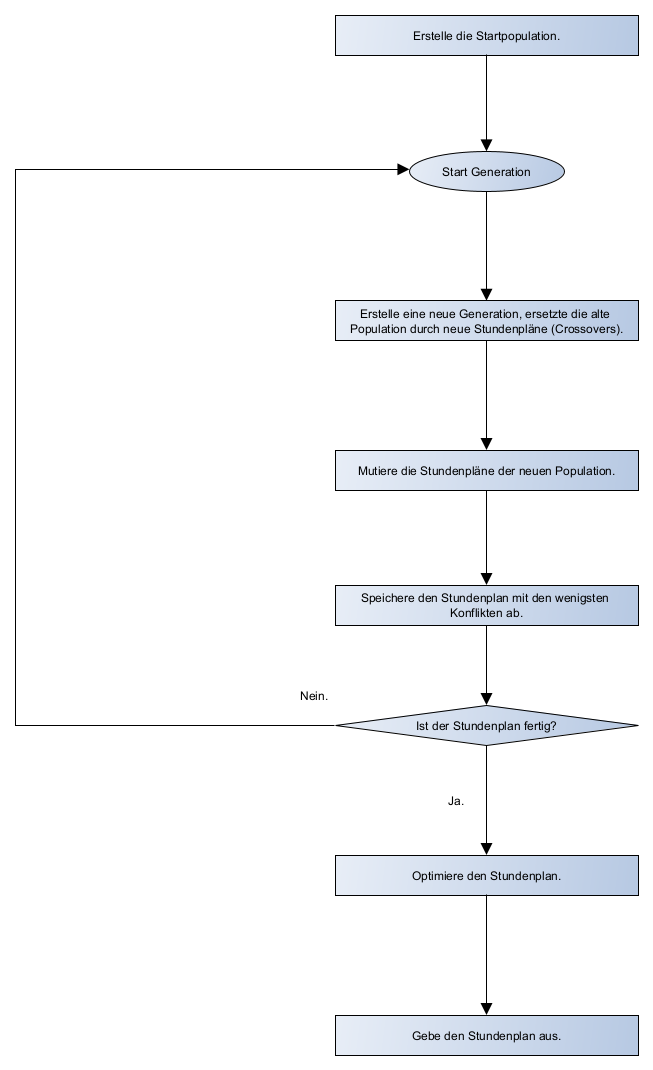 Erstelle die Startpopulation.
Start Generation
Erstelle eine neue Generation, ersetzte die alte
Population durch neue Stundenpläne (Crossovers).
Mutiere die Stundenpläne der neuen Population.
Speichere den Stundenplan mit den wenigsten
Konflikten ab.
Nein.
Ist der Stundenplan fertig?
Ja.
Optimiere den Stundenplan.
Gebe den Stundenplan aus.